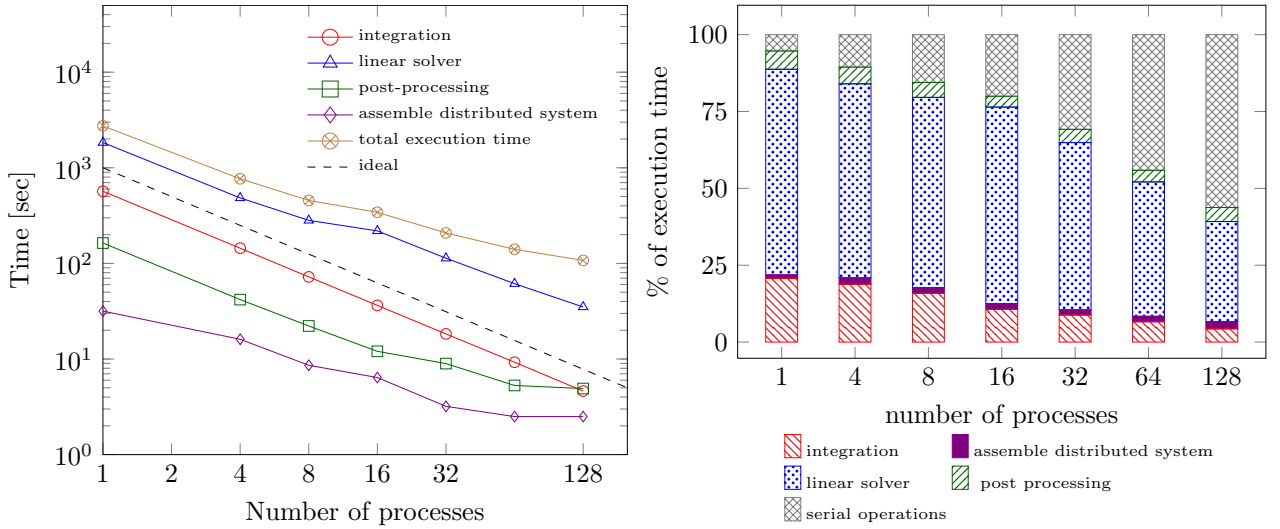 integration
linear solver
post-processing
assemble distributed system
total execution time
ideal
10^4
10^3
10^2
10^1
10^0
Time [sec]
1 2 4 8 16 32 128
Number of processes
100
75
50
25
0
% of execution time
1 4 8 16 32 64 128
number of processes
integration assemble distributed system
linear solver post processing
serial operations